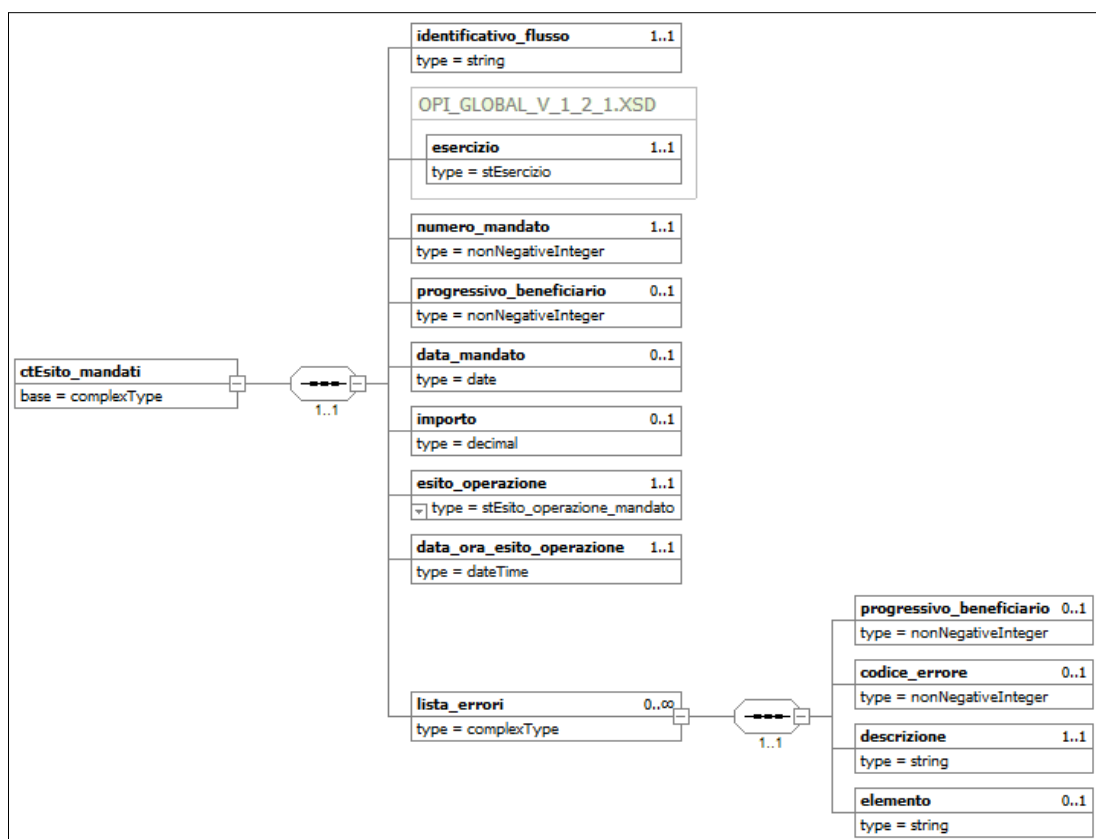 identificativo_flusso 1..1
type = string
OPI_GLOBAL_V_1_2_1.XSD
esercizio 1..1
type = stEsercizio
numero_mandato 1..1
type = nonNegativeInteger
progressivo_beneficiario 0..1
type = nonNegativeInteger
data_mandato 0..1
type = date
ctEsito_mandati
base = complexType
1..1
importo 0..1
type = decimal
esito_operazione 1..1
type = stEsito_operazione_mandato
data_ora_esito_operazione 1..1
type = dateTime
lista_errori 0..∞
type = complexType
1..1
progressivo_beneficiario 0..1
type = nonNegativeInteger
codice_errore 0..1
type = nonNegativeInteger
descrizione 1..1
type = string
elemento 0..1
type = string